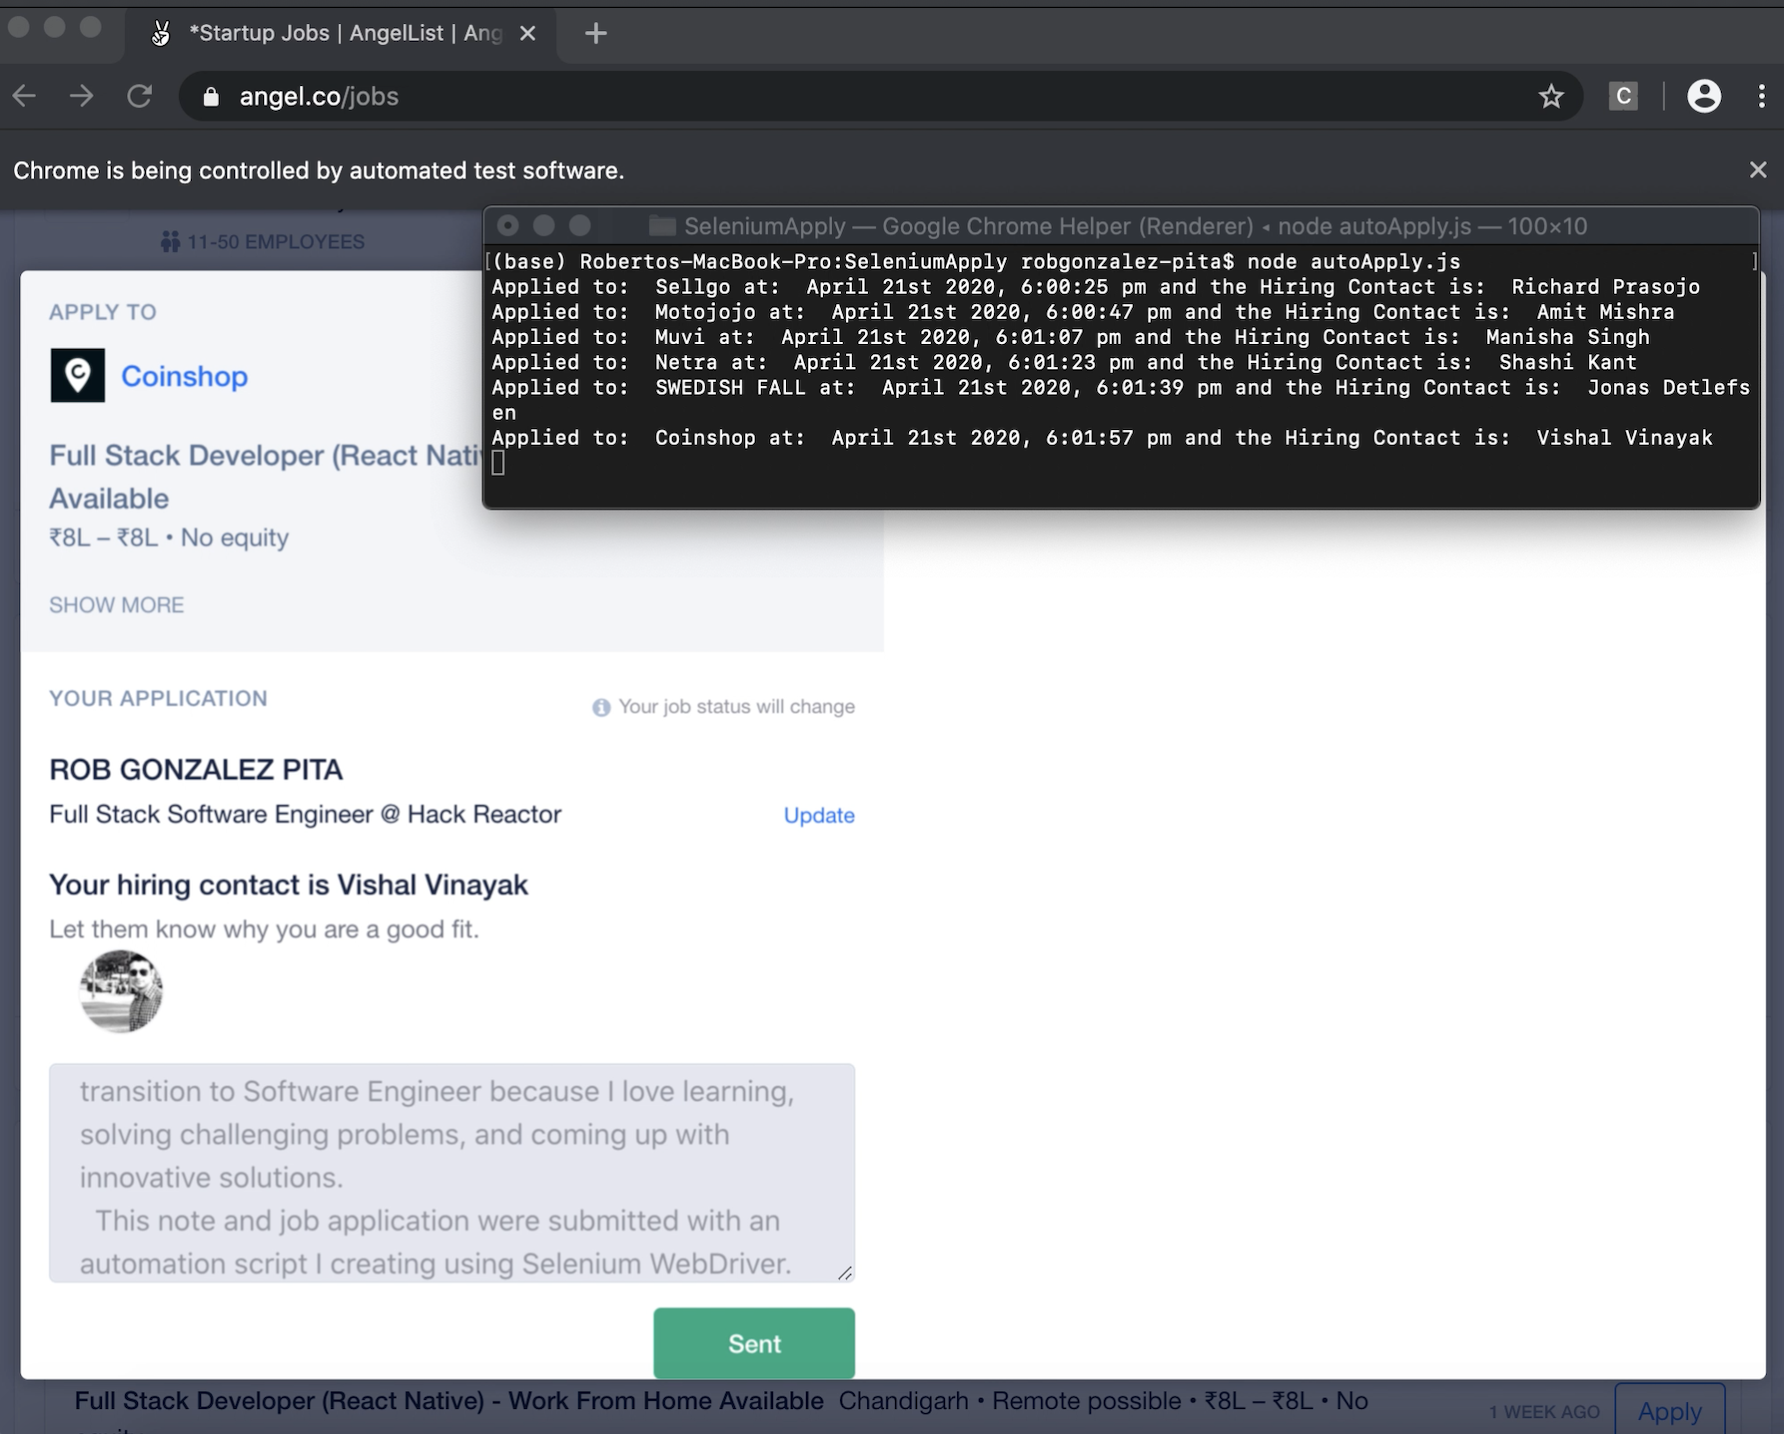 *Startup Jobs | AngelList | Ang
angel.co/jobs
C
Chrome is being controlled by automated test software.
11-50 EMPLOYEES
SeleniumApply — Google Chrome Helper (Renderer) ◂ node autoApply.js — 100×10
[(base) Robertos-MacBook-Pro:SeleniumApply robgonzalez-pita$ node autoApply.js ]
Applied to:  Sellgo at:  April 21st 2020, 6:00:25 pm and the Hiring Contact is:  Richard Prasojo
Applied to:  Motojojo at:  April 21st 2020, 6:00:47 pm and the Hiring Contact is:  Amit Mishra
Applied to:  Muvi at:  April 21st 2020, 6:01:07 pm and the Hiring Contact is:  Manisha Singh
Applied to:  Netra at:  April 21st 2020, 6:01:23 pm and the Hiring Contact is:  Shashi Kant
Applied to:  SWEDISH FALL at:  April 21st 2020, 6:01:39 pm and the Hiring Contact is:  Jonas Detlefs
en
Applied to:  Coinshop at:  April 21st 2020, 6:01:57 pm and the Hiring Contact is:  Vishal Vinayak
APPLY TO
Coinshop
Full Stack Developer (React Nati
Available
₹8L – ₹8L • No equity
SHOW MORE
YOUR APPLICATION
Your job status will change
ROB GONZALEZ PITA
Full Stack Software Engineer @ Hack Reactor
Update
Your hiring contact is Vishal Vinayak
Let them know why you are a good fit.
transition to Software Engineer because I love learning,
solving challenging problems, and coming up with
innovative solutions.
This note and job application were submitted with an
automation script I creating using Selenium WebDriver.
Sent
Full Stack Developer (React Native) - Work From Home Available Chandigarh • Remote possible • ₹8L – ₹8L • No
1 WEEK AGO
Apply